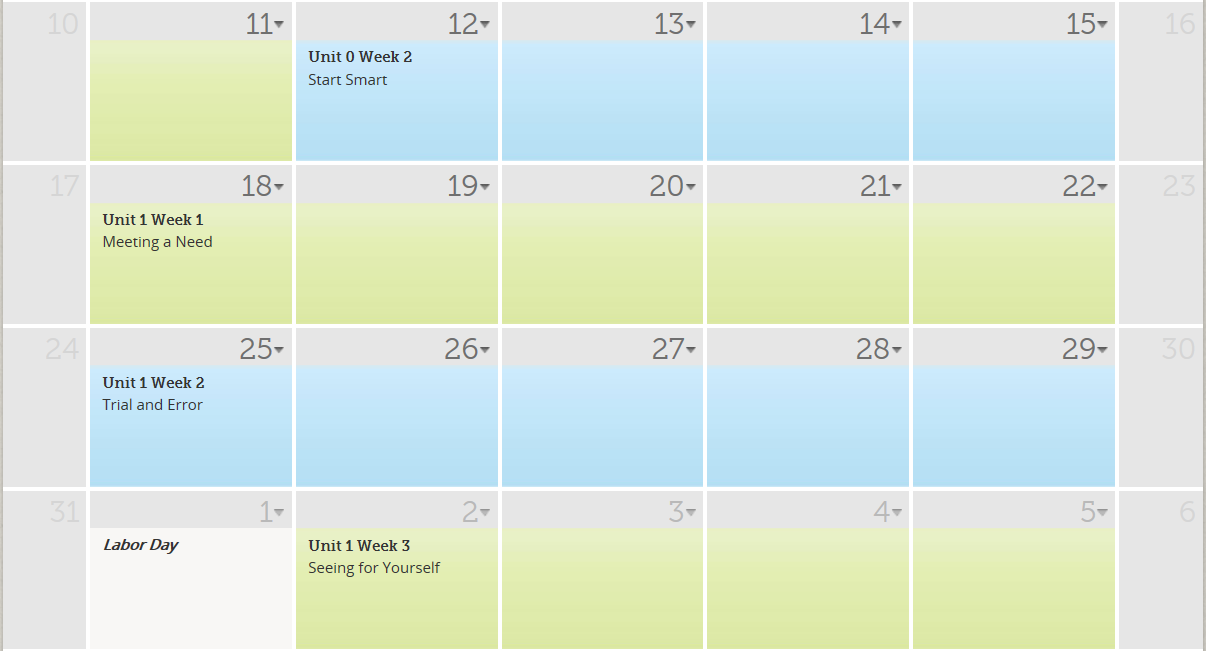 10 11 12 13 14 15 16
Unit 0 Week 2
Start Smart
17 18 19 20 21 22 23
Unit 1 Week 1
Meeting a Need
24 25 26 27 28 29 30
Unit 1 Week 2
Trial and Error
31 1 2 3 4 5 6
Labor Day
Unit 1 Week 3
Seeing for Yourself